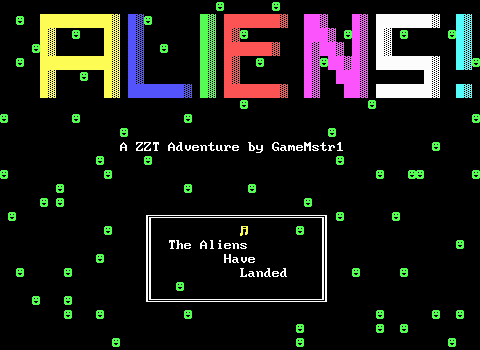 ALIENS!
A ZZT Adventure by GameMstr1
The Aliens
Have
Landed